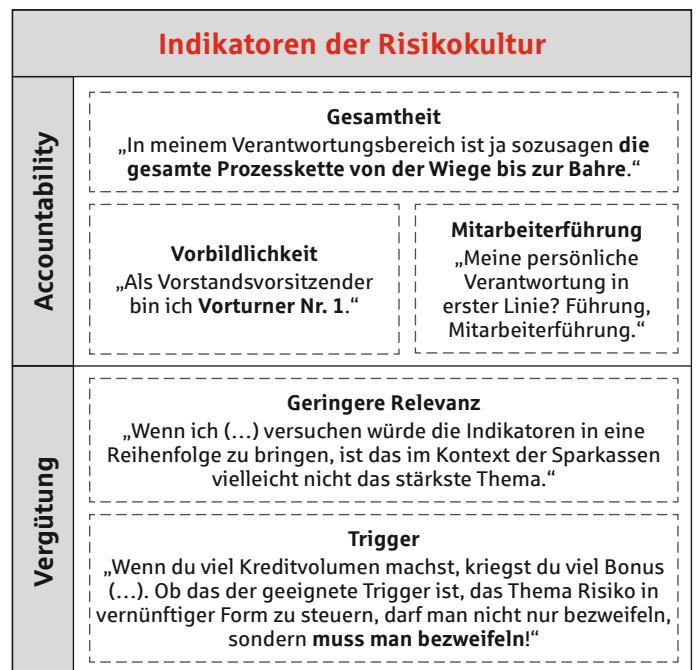 Indikatoren der Risikokultur
Accountability
Gesamtheit
„In meinem Verantwortungsbereich ist ja sozusagen die
gesamte Prozesskette von der Wiege bis zur Bahre.“
Vorbildlichkeit
„Als Vorstandsvorsitzender
bin ich Vorturner Nr. 1.“
Mitarbeiterführung
„Meine persönliche
Verantwortung in
erster Linie? Führung,
Mitarbeiterführung.“
Vergütung
Geringere Relevanz
„Wenn ich (…) versuchen würde die Indikatoren in eine
Reihenfolge zu bringen, ist das im Kontext der Sparkassen
vielleicht nicht das stärkste Thema.“
Trigger
„Wenn du viel Kreditvolumen machst, kriegst du viel Bonus
(…). Ob das der geeignete Trigger ist, das Thema Risiko in
vernünftiger Form zu steuern, darf man nicht nur bezweifeln,
sondern muss man bezweifeln!“